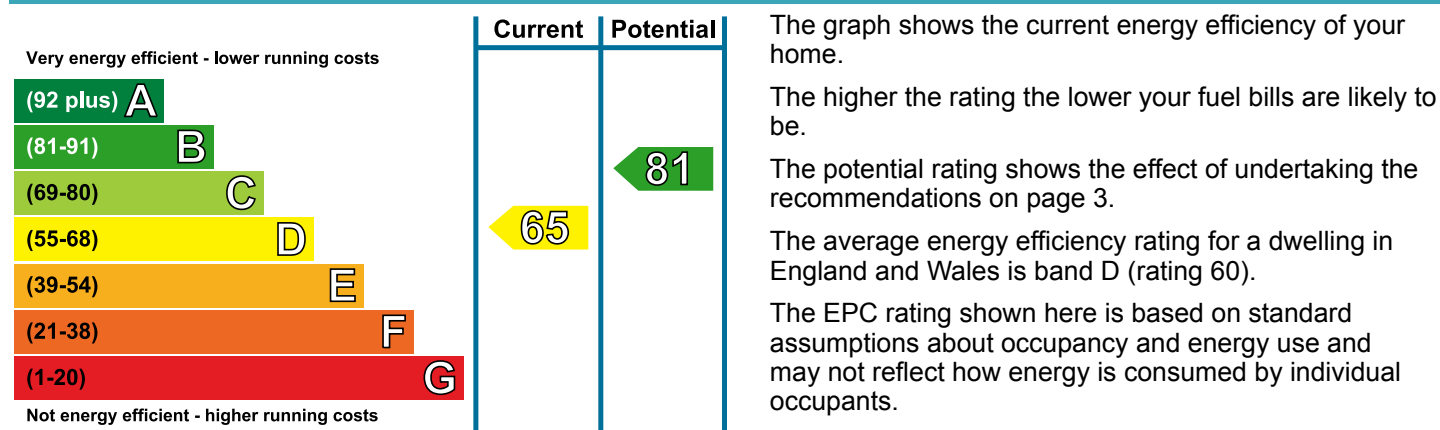 Current Potential
Very energy efficient - lower running costs
(92 plus) A
(81-91) B
(69-80) C
(55-68) D
(39-54) E
(21-38) F
(1-20) G
Not energy efficient - higher running costs
65
81
The graph shows the current energy efficiency of your
home.
The higher the rating the lower your fuel bills are likely to
be.
The potential rating shows the effect of undertaking the
recommendations on page 3.
The average energy efficiency rating for a dwelling in
England and Wales is band D (rating 60).
The EPC rating shown here is based on standard
assumptions about occupancy and energy use and
may not reflect how energy is consumed by individual
occupants.